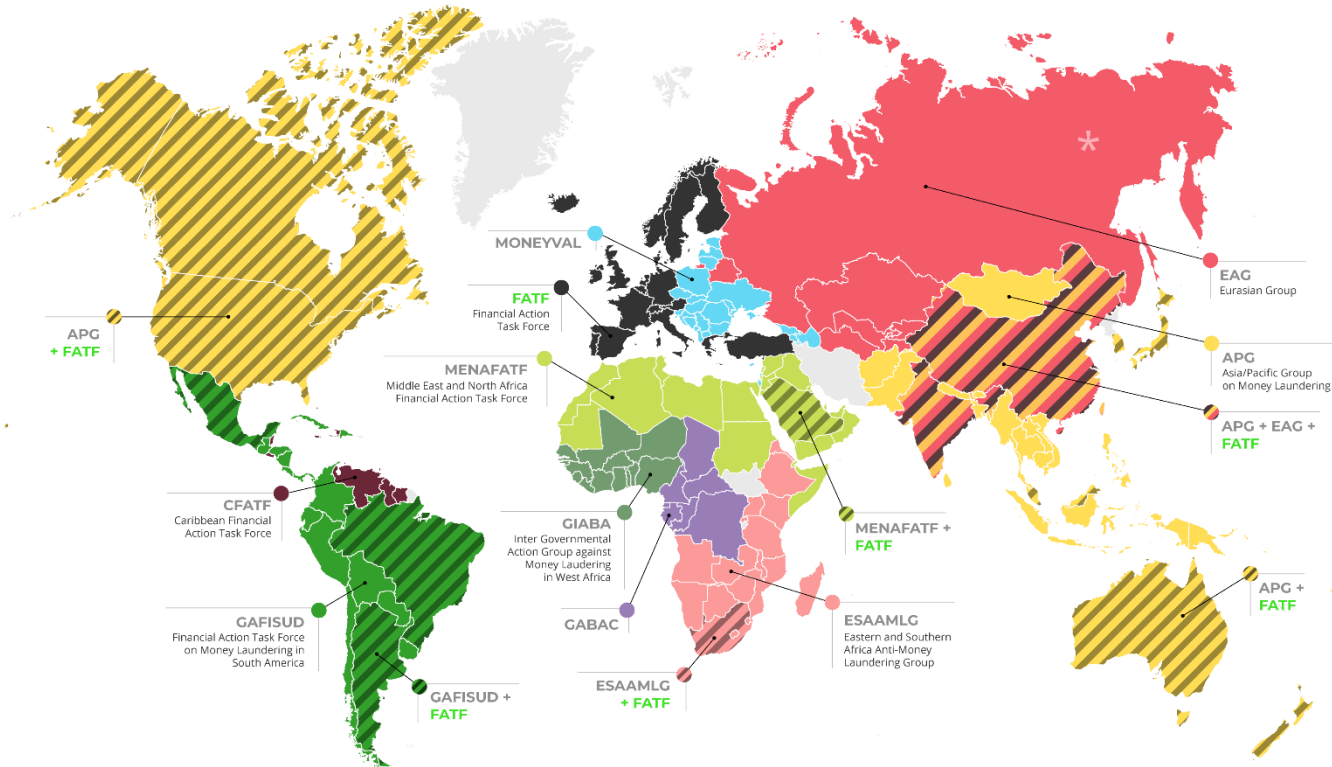 MONEYVAL
EAG
Eurasian Group
FATF
Financial Action
Task Force
APG
+ FATF
APG
Asia/Pacific Group
on Money Laundering
MENAFATF
Middle East and North Africa
Financial Action Task Force
APG + EAG +
FATF
CFATF
Caribbean Financial
Action Task Force
GIABA
Inter Governmental
Action Group against
Money Laudering
in West Africa
MENAFATF +
FATF
APG +
FATF
GAFISUD
Financial Action Task Force
on Money Laundering in
South America
GABAC
ESAAMLG
Eastern and Southern
Africa Anti-Money
Laundering Group
GAFISUD +
FATF
ESAAMLG
+ FATF
*